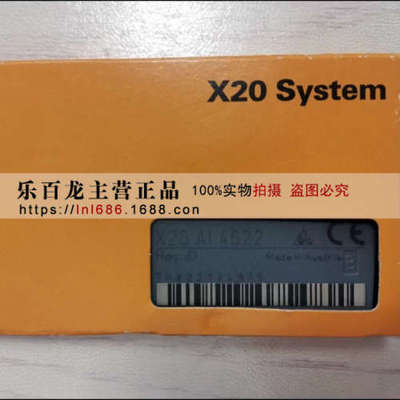 X20 System
乐百龙主营正品
100%实物拍摄 盗图必究
https://lnl686.1688.com
X20 AI 4622
CE
Rev.
Made in Austria